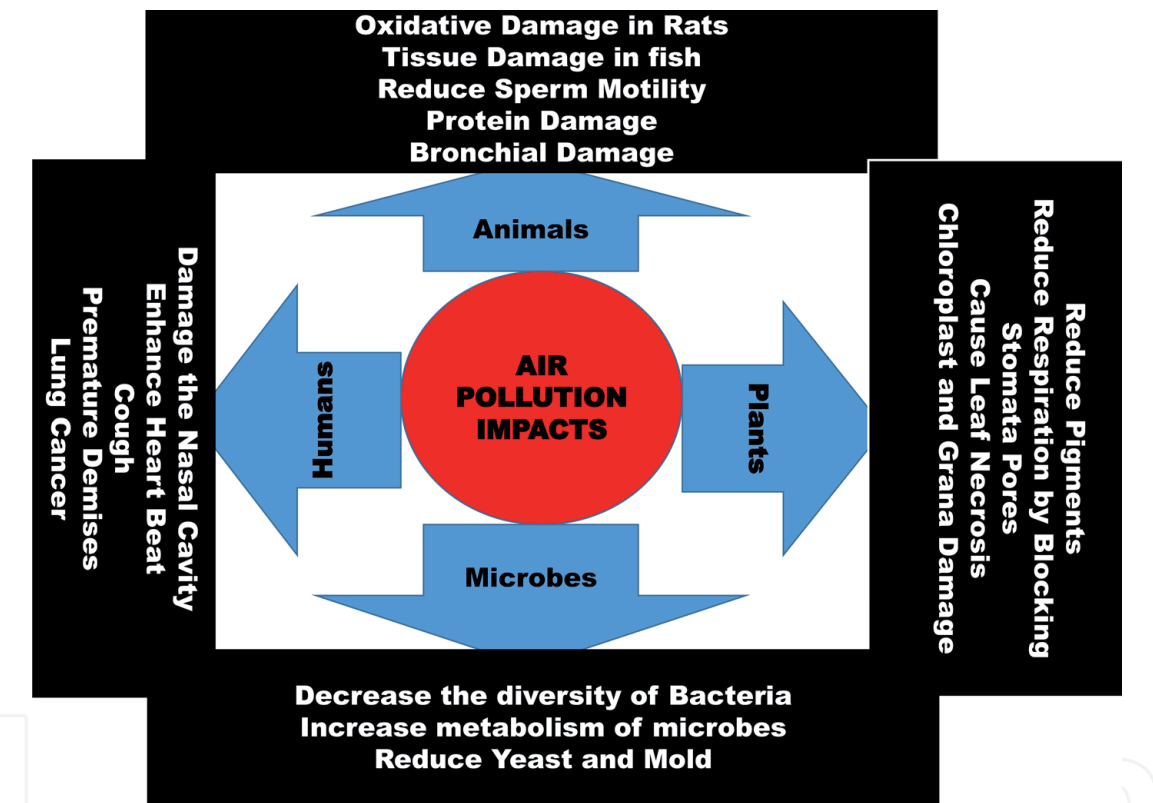 Oxidative Damage in Rats
Tissue Damage in fish
Reduce Sperm Motility
Protein Damage
Bronchial Damage
Animals
Damage the Nasal Cavity
Enhance Heart Beat
Cough
Premature Demises
Lung Cancer
Humans
AIR
POLLUTION
IMPACTS
Plants
Reduce Pigments
Reduce Respiration by Blocking
Stomata Pores
Cause Leaf Necrosis
Chloroplast and Grana Damage
Microbes
Decrease the diversity of Bacteria
Increase metabolism of microbes
Reduce Yeast and Mold